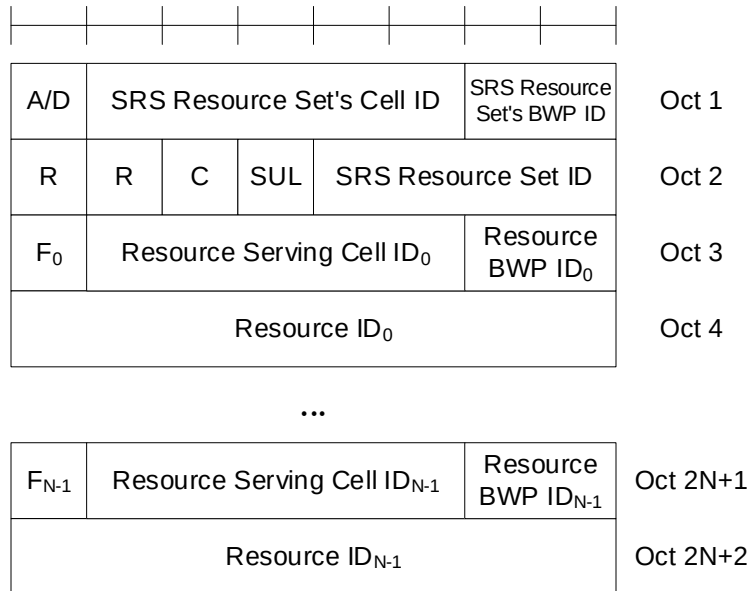 A/D SRS Resource Set's Cell ID SRS Resource Set's BWP ID Oct 1
R R C SUL SRS Resource Set ID Oct 2
F0 Resource Serving Cell ID0 Resource BWP ID0 Oct 3
Resource ID0 Oct 4
...
FN-1 Resource Serving Cell IDN-1 Resource BWP IDN-1 Oct 2N+1
Resource IDN-1 Oct 2N+2